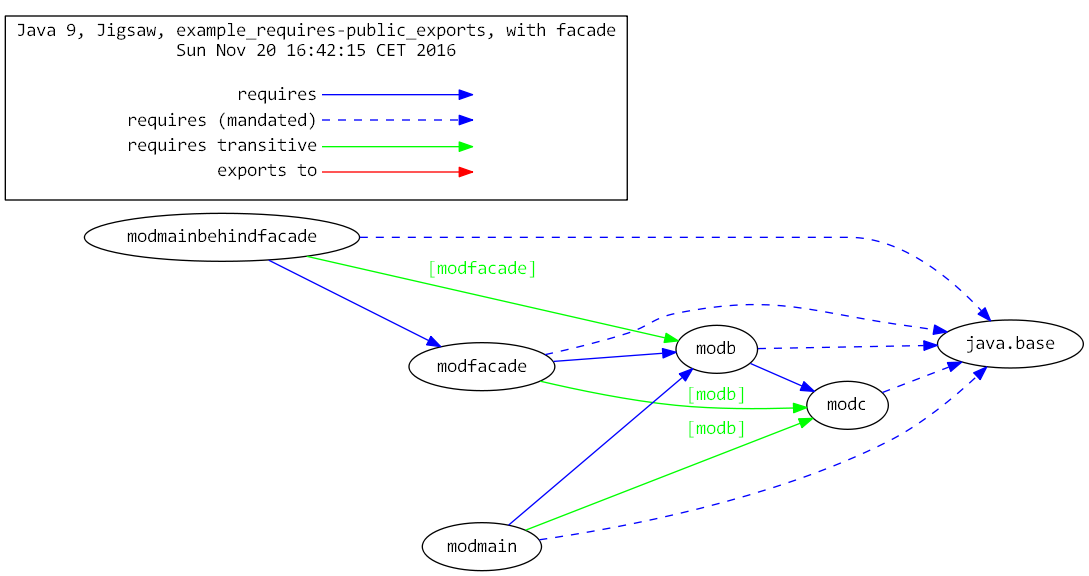 Java 9, Jigsaw, example_requires-public_exports, with facade
Sun Nov 20 16:42:15 CET 2016
requires
requires (mandated)
requires transitive
exports to
modmainbehindfacade
[modfacade]
modb
java.base
modfacade
[modb]
modc
[modb]
modmain